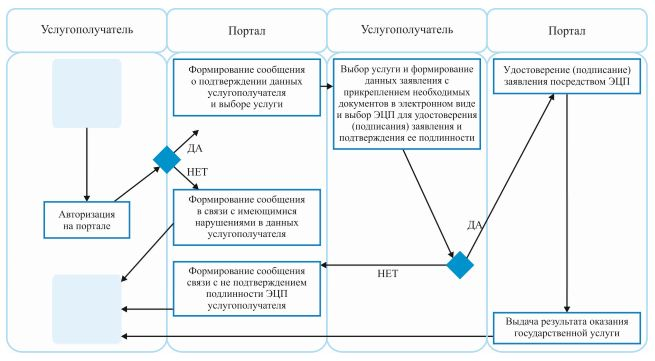 Услугополучатель
Портал
Услугополучатель
Портал
Формирование сообщения
о подтверждении данных
услугополучателя
и выборе услуги
Выбор услуги и формирование
данных заявления с
прикреплением необходимых
документов в электронном виде
и выбор ЭЦП для удостоверения
(подписания) заявления и
подтверждения ее подлинности
Удостоверение (подписание)
заявления посредством ЭЦП
ДА
НЕТ
Авторизация
на портале
Формирование сообщения
в связи с имеющимися
нарушениями в данных
услугополучателя
ДА
НЕТ
Формирование сообщения
связи с не подтверждением
подлинности ЭЦП
услугополучателя
Выдача результата оказания
государственной услуги